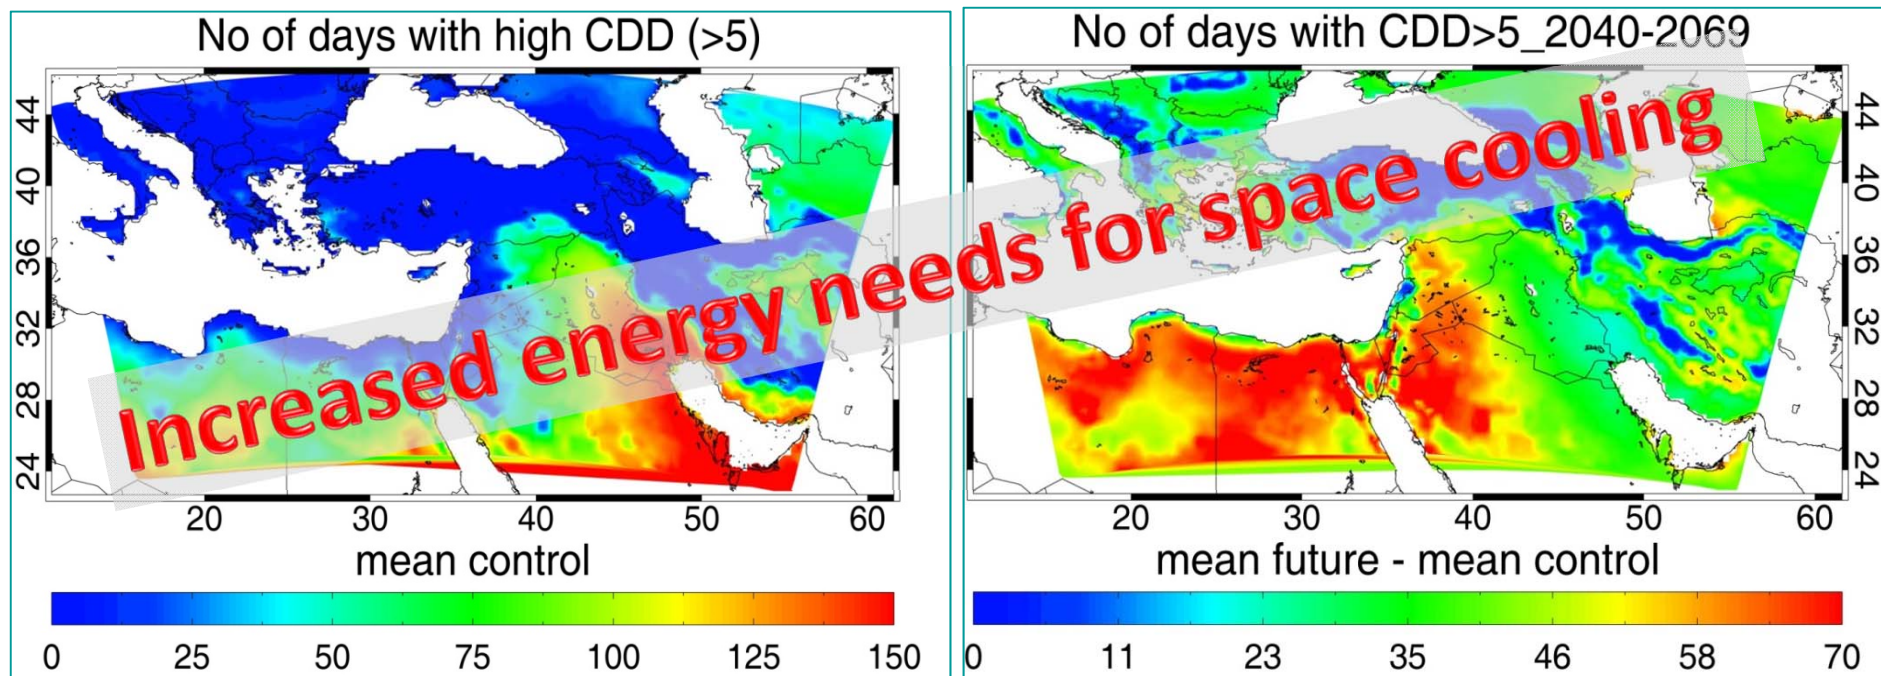 No of days with high CDD (>5)
44
40
36
32
28
24
20 30 40 50 60
mean control
0 25 50 75 100 125 150
No of days with CDD>5_2040-2069
44
40
36
32
28
24
20 30 40 50 60
mean future - mean control
0 11 23 35 46 58 70
Increased energy needs for space cooling